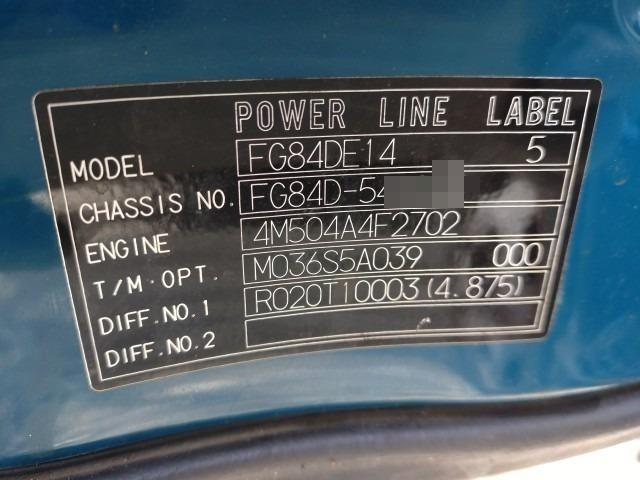 POWER LINE LABEL
MODEL FG84DE14 5
CHASSIS NO. FG84D-54
ENGINE 4M504A4F2702
T/M·OPT. M036S5A039 000
DIFF.NO.1 R020T10003(4.875)
DIFF.NO.2